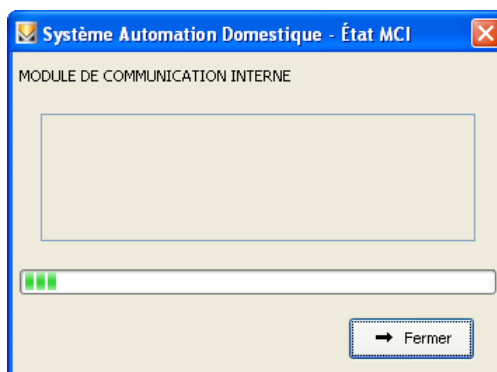 Système Automation Domestique - État MCI
MODULE DE COMMUNICATION INTERNE
Fermer